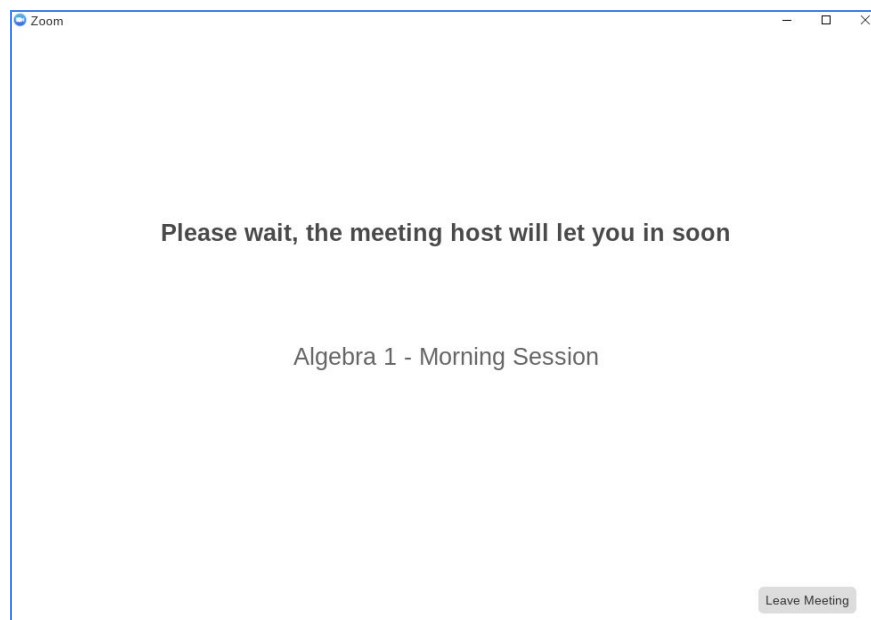 Zoom
Please wait, the meeting host will let you in soon
Algebra 1 - Morning Session
Leave Meeting